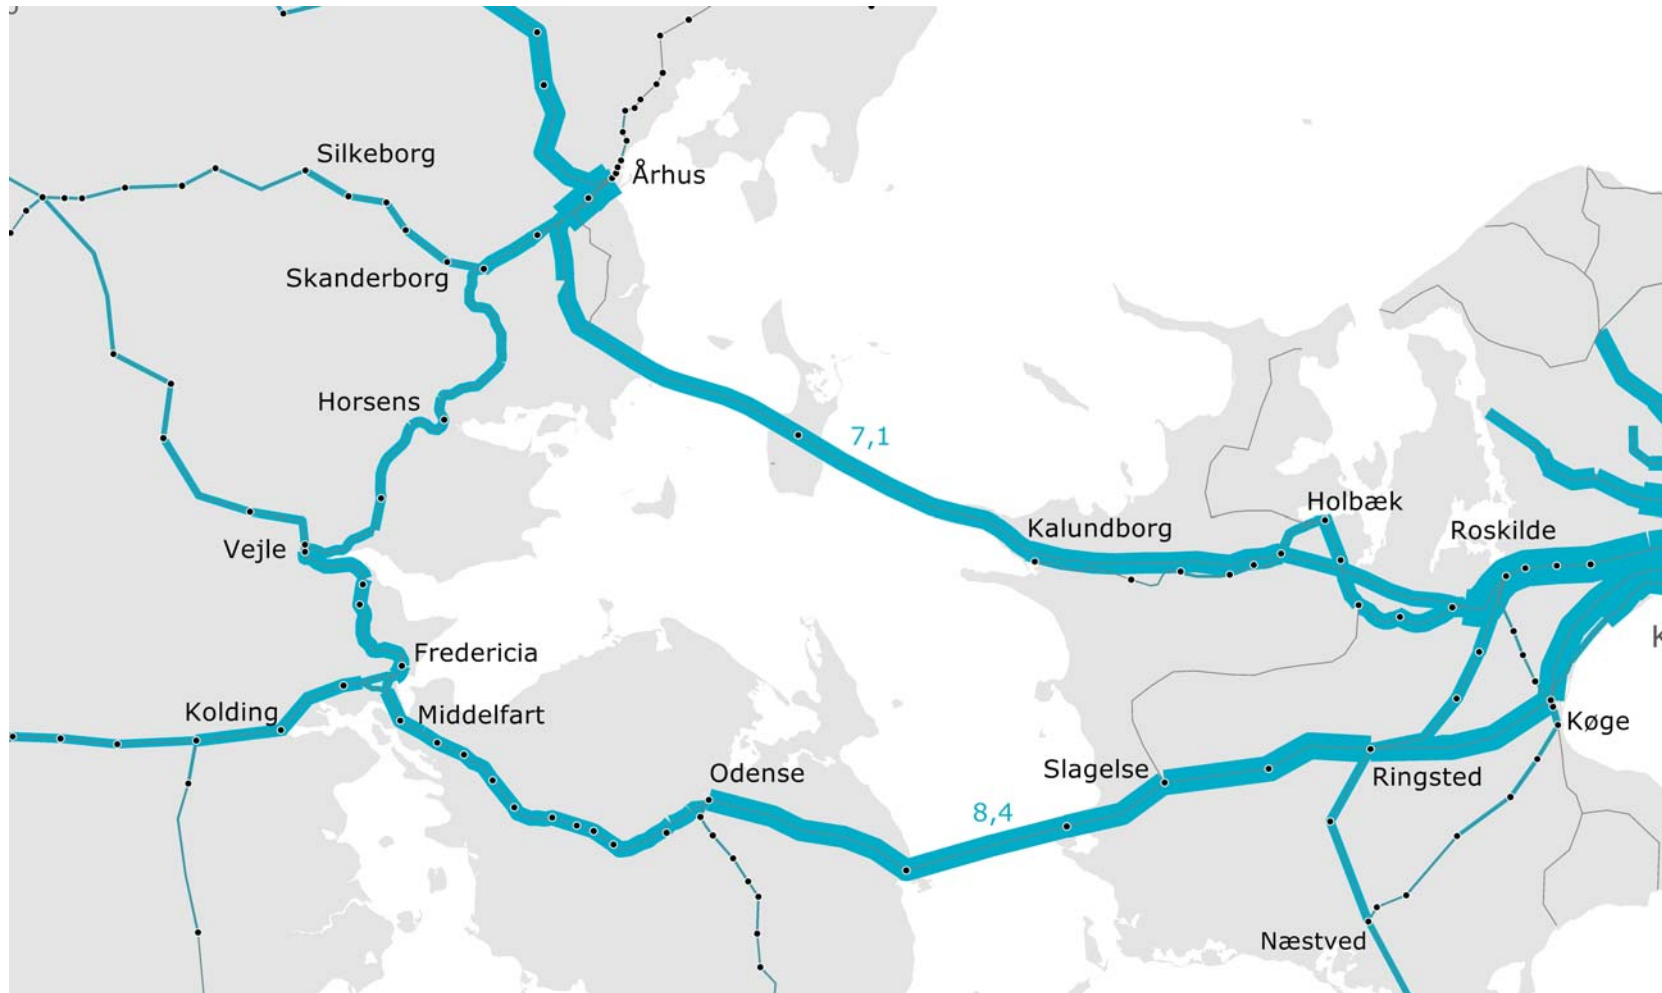 Silkeborg
Århus
Skanderborg
Horsens
7,1
Holbæk
Kalundborg
Roskilde
Vejle
Fredericia
Kolding
Middelfart
Køge
Odense
Slagelse
Ringsted
8,4
Næstved